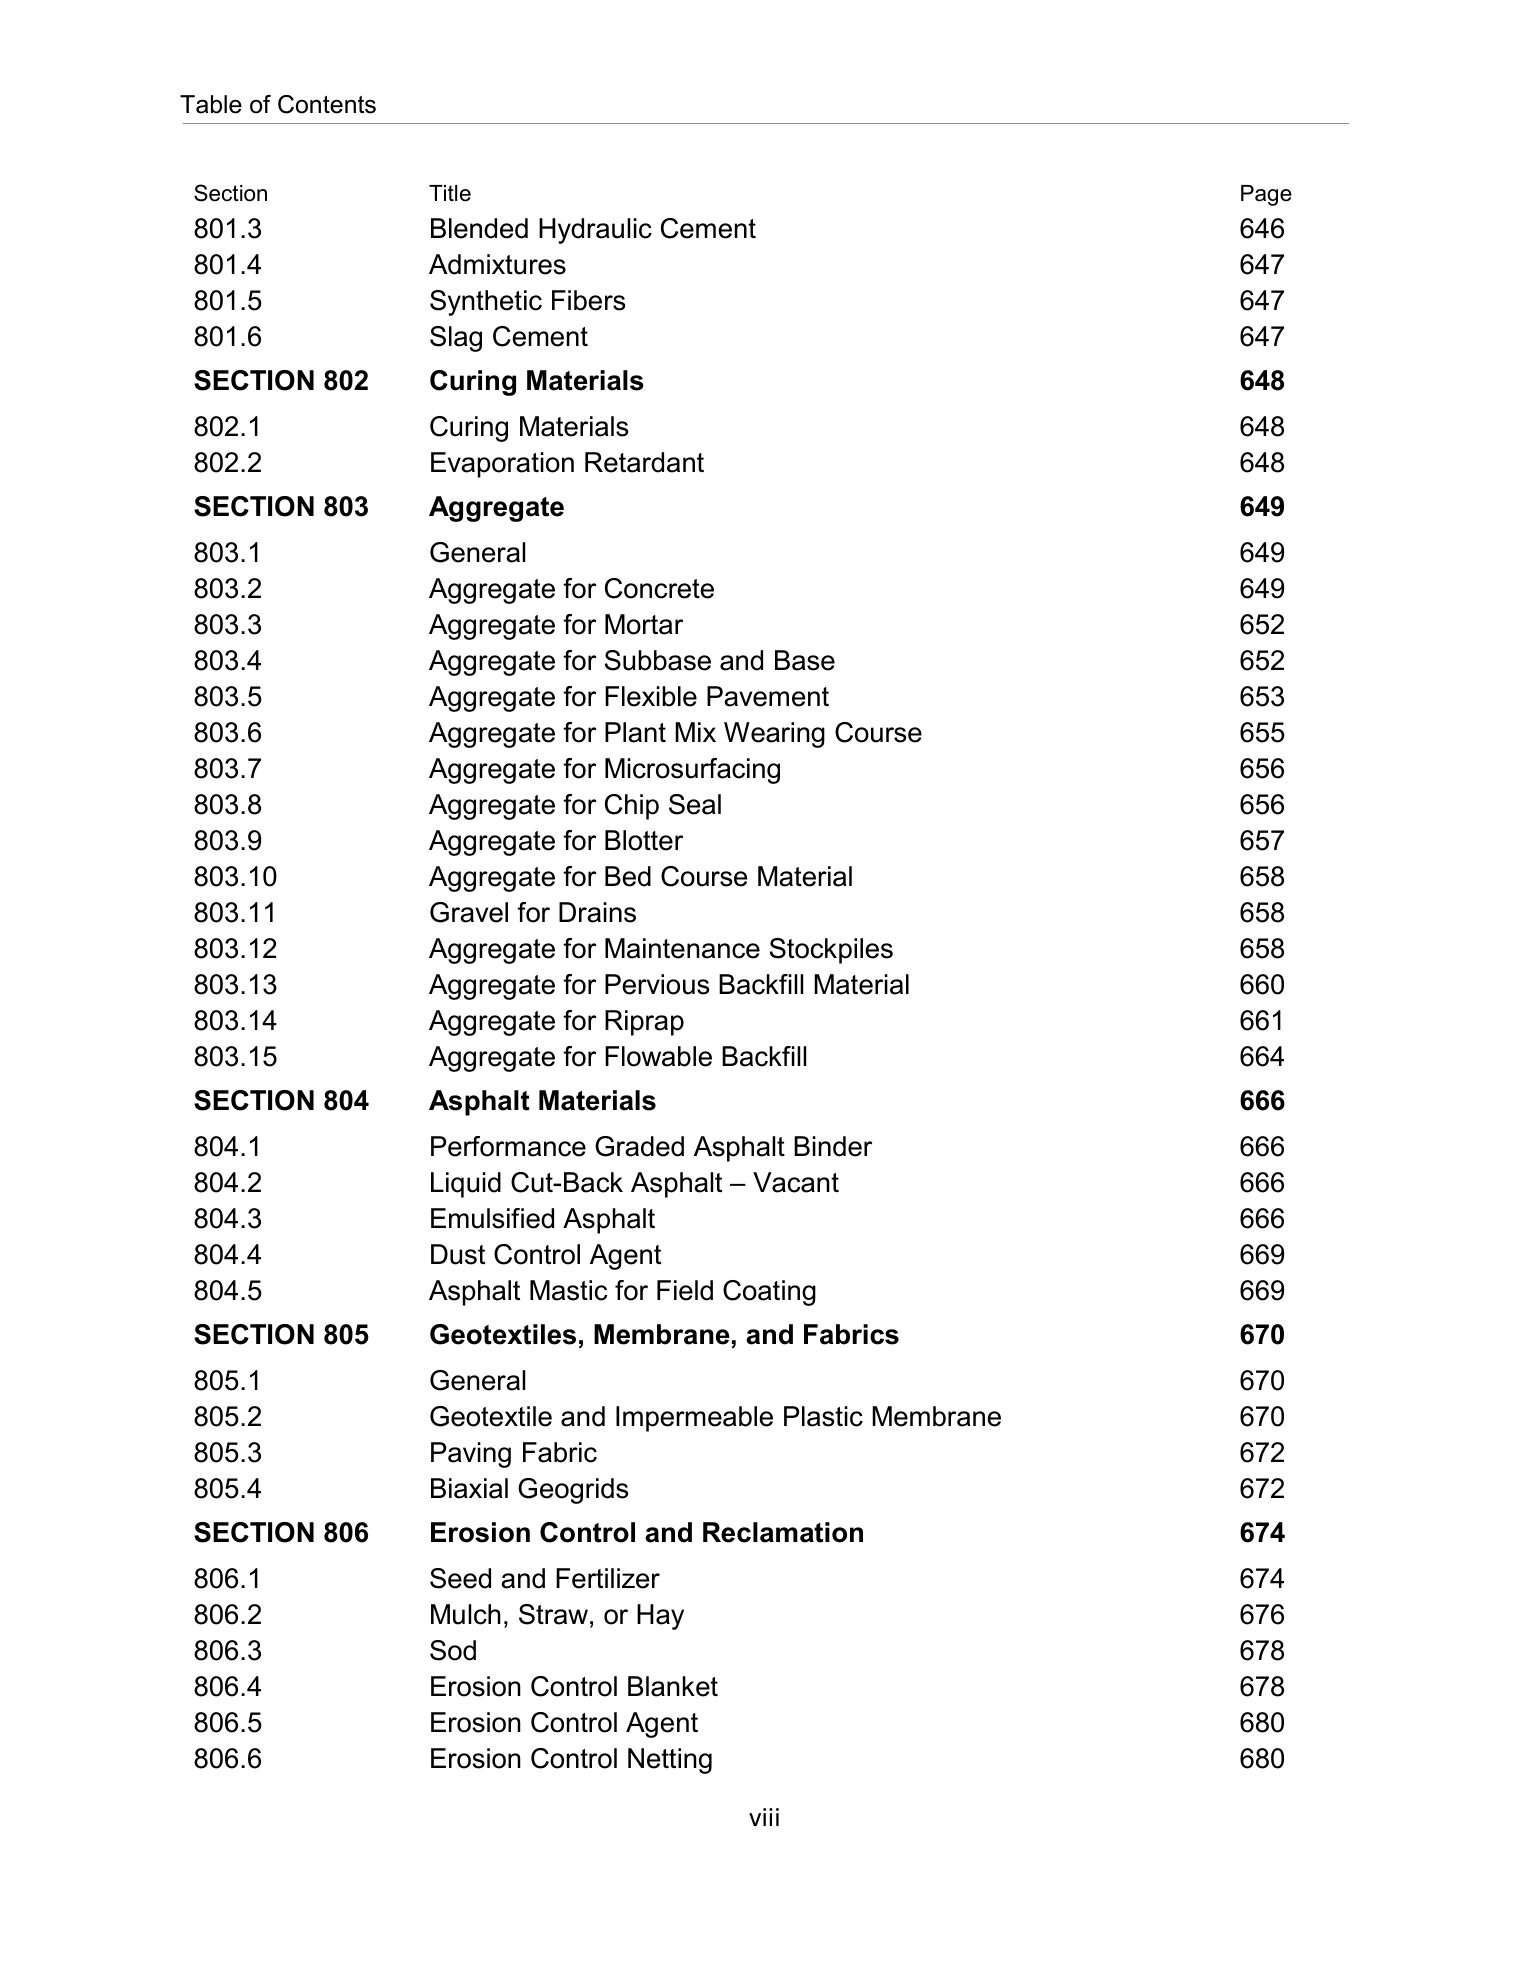 Table of Contents
Section Title Page
801.3 Blended Hydraulic Cement 646
801.4 Admixtures 647
801.5 Synthetic Fibers 647
801.6 Slag Cement 647
SECTION 802 Curing Materials 648
802.1 Curing Materials 648
802.2 Evaporation Retardant 648
SECTION 803 Aggregate 649
803.1 General 649
803.2 Aggregate for Concrete 649
803.3 Aggregate for Mortar 652
803.4 Aggregate for Subbase and Base 652
803.5 Aggregate for Flexible Pavement 653
803.6 Aggregate for Plant Mix Wearing Course 655
803.7 Aggregate for Microsurfacing 656
803.8 Aggregate for Chip Seal 656
803.9 Aggregate for Blotter 657
803.10 Aggregate for Bed Course Material 658
803.11 Gravel for Drains 658
803.12 Aggregate for Maintenance Stockpiles 658
803.13 Aggregate for Pervious Backfill Material 660
803.14 Aggregate for Riprap 661
803.15 Aggregate for Flowable Backfill 664
SECTION 804 Asphalt Materials 666
804.1 Performance Graded Asphalt Binder 666
804.2 Liquid Cut-Back Asphalt – Vacant 666
804.3 Emulsified Asphalt 666
804.4 Dust Control Agent 669
804.5 Asphalt Mastic for Field Coating 669
SECTION 805 Geotextiles, Membrane, and Fabrics 670
805.1 General 670
805.2 Geotextile and Impermeable Plastic Membrane 670
805.3 Paving Fabric 672
805.4 Biaxial Geogrids 672
SECTION 806 Erosion Control and Reclamation 674
806.1 Seed and Fertilizer 674
806.2 Mulch, Straw, or Hay 676
806.3 Sod 678
806.4 Erosion Control Blanket 678
806.5 Erosion Control Agent 680
806.6 Erosion Control Netting 680
viii